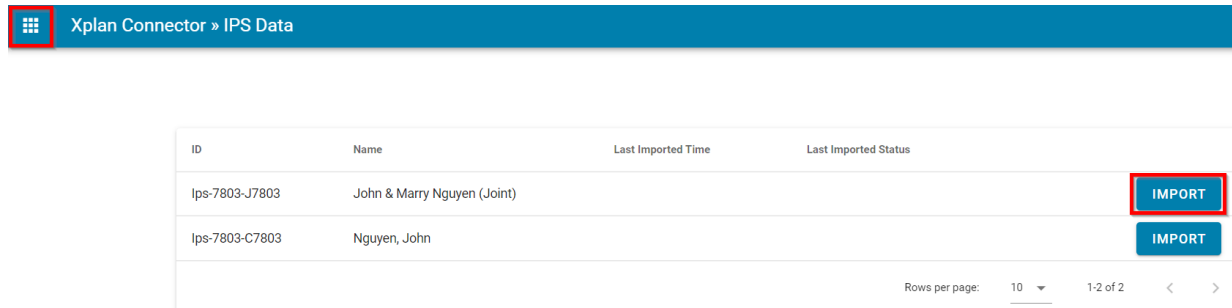 Xplan Connector » IPS Data
ID Name Last Imported Time Last Imported Status
Ips-7803-J7803 John & Marry Nguyen (Joint) IMPORT
Ips-7803-C7803 Nguyen, John IMPORT
Rows per page: 10 1-2 of 2